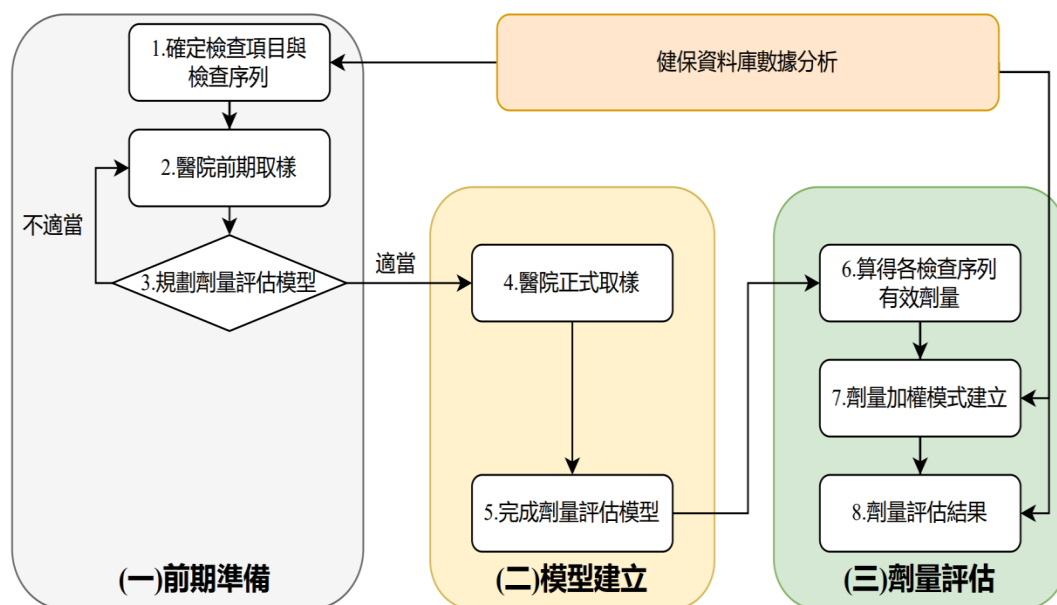 1.確定檢查項目與
檢查序列
健保資料庫數據分析
2.醫院前期取樣
不適當
3.規劃劑量評估模型
適當
4.醫院正式取樣
5.完成劑量評估模型
6.算得各檢查序列
有效劑量
7.劑量加權模式建立
8.劑量評估結果
(一)前期準備
(二)模型建立
(三)劑量評估